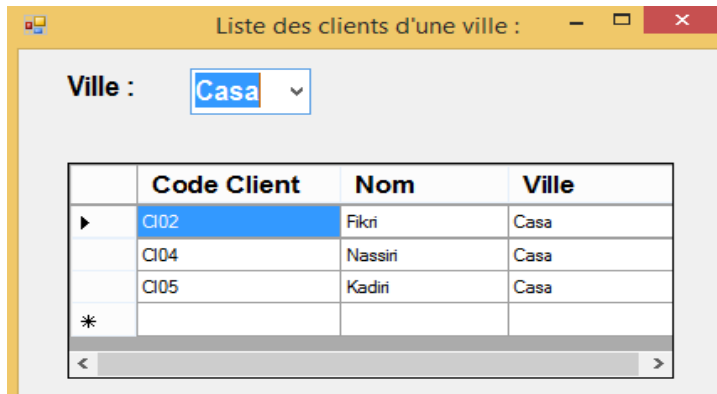 Liste des clients d'une ville :
Ville : Casa
Code Client Nom Ville
Cl02 Fikri Casa
Cl04 Nassiri Casa
Cl05 Kadiri Casa